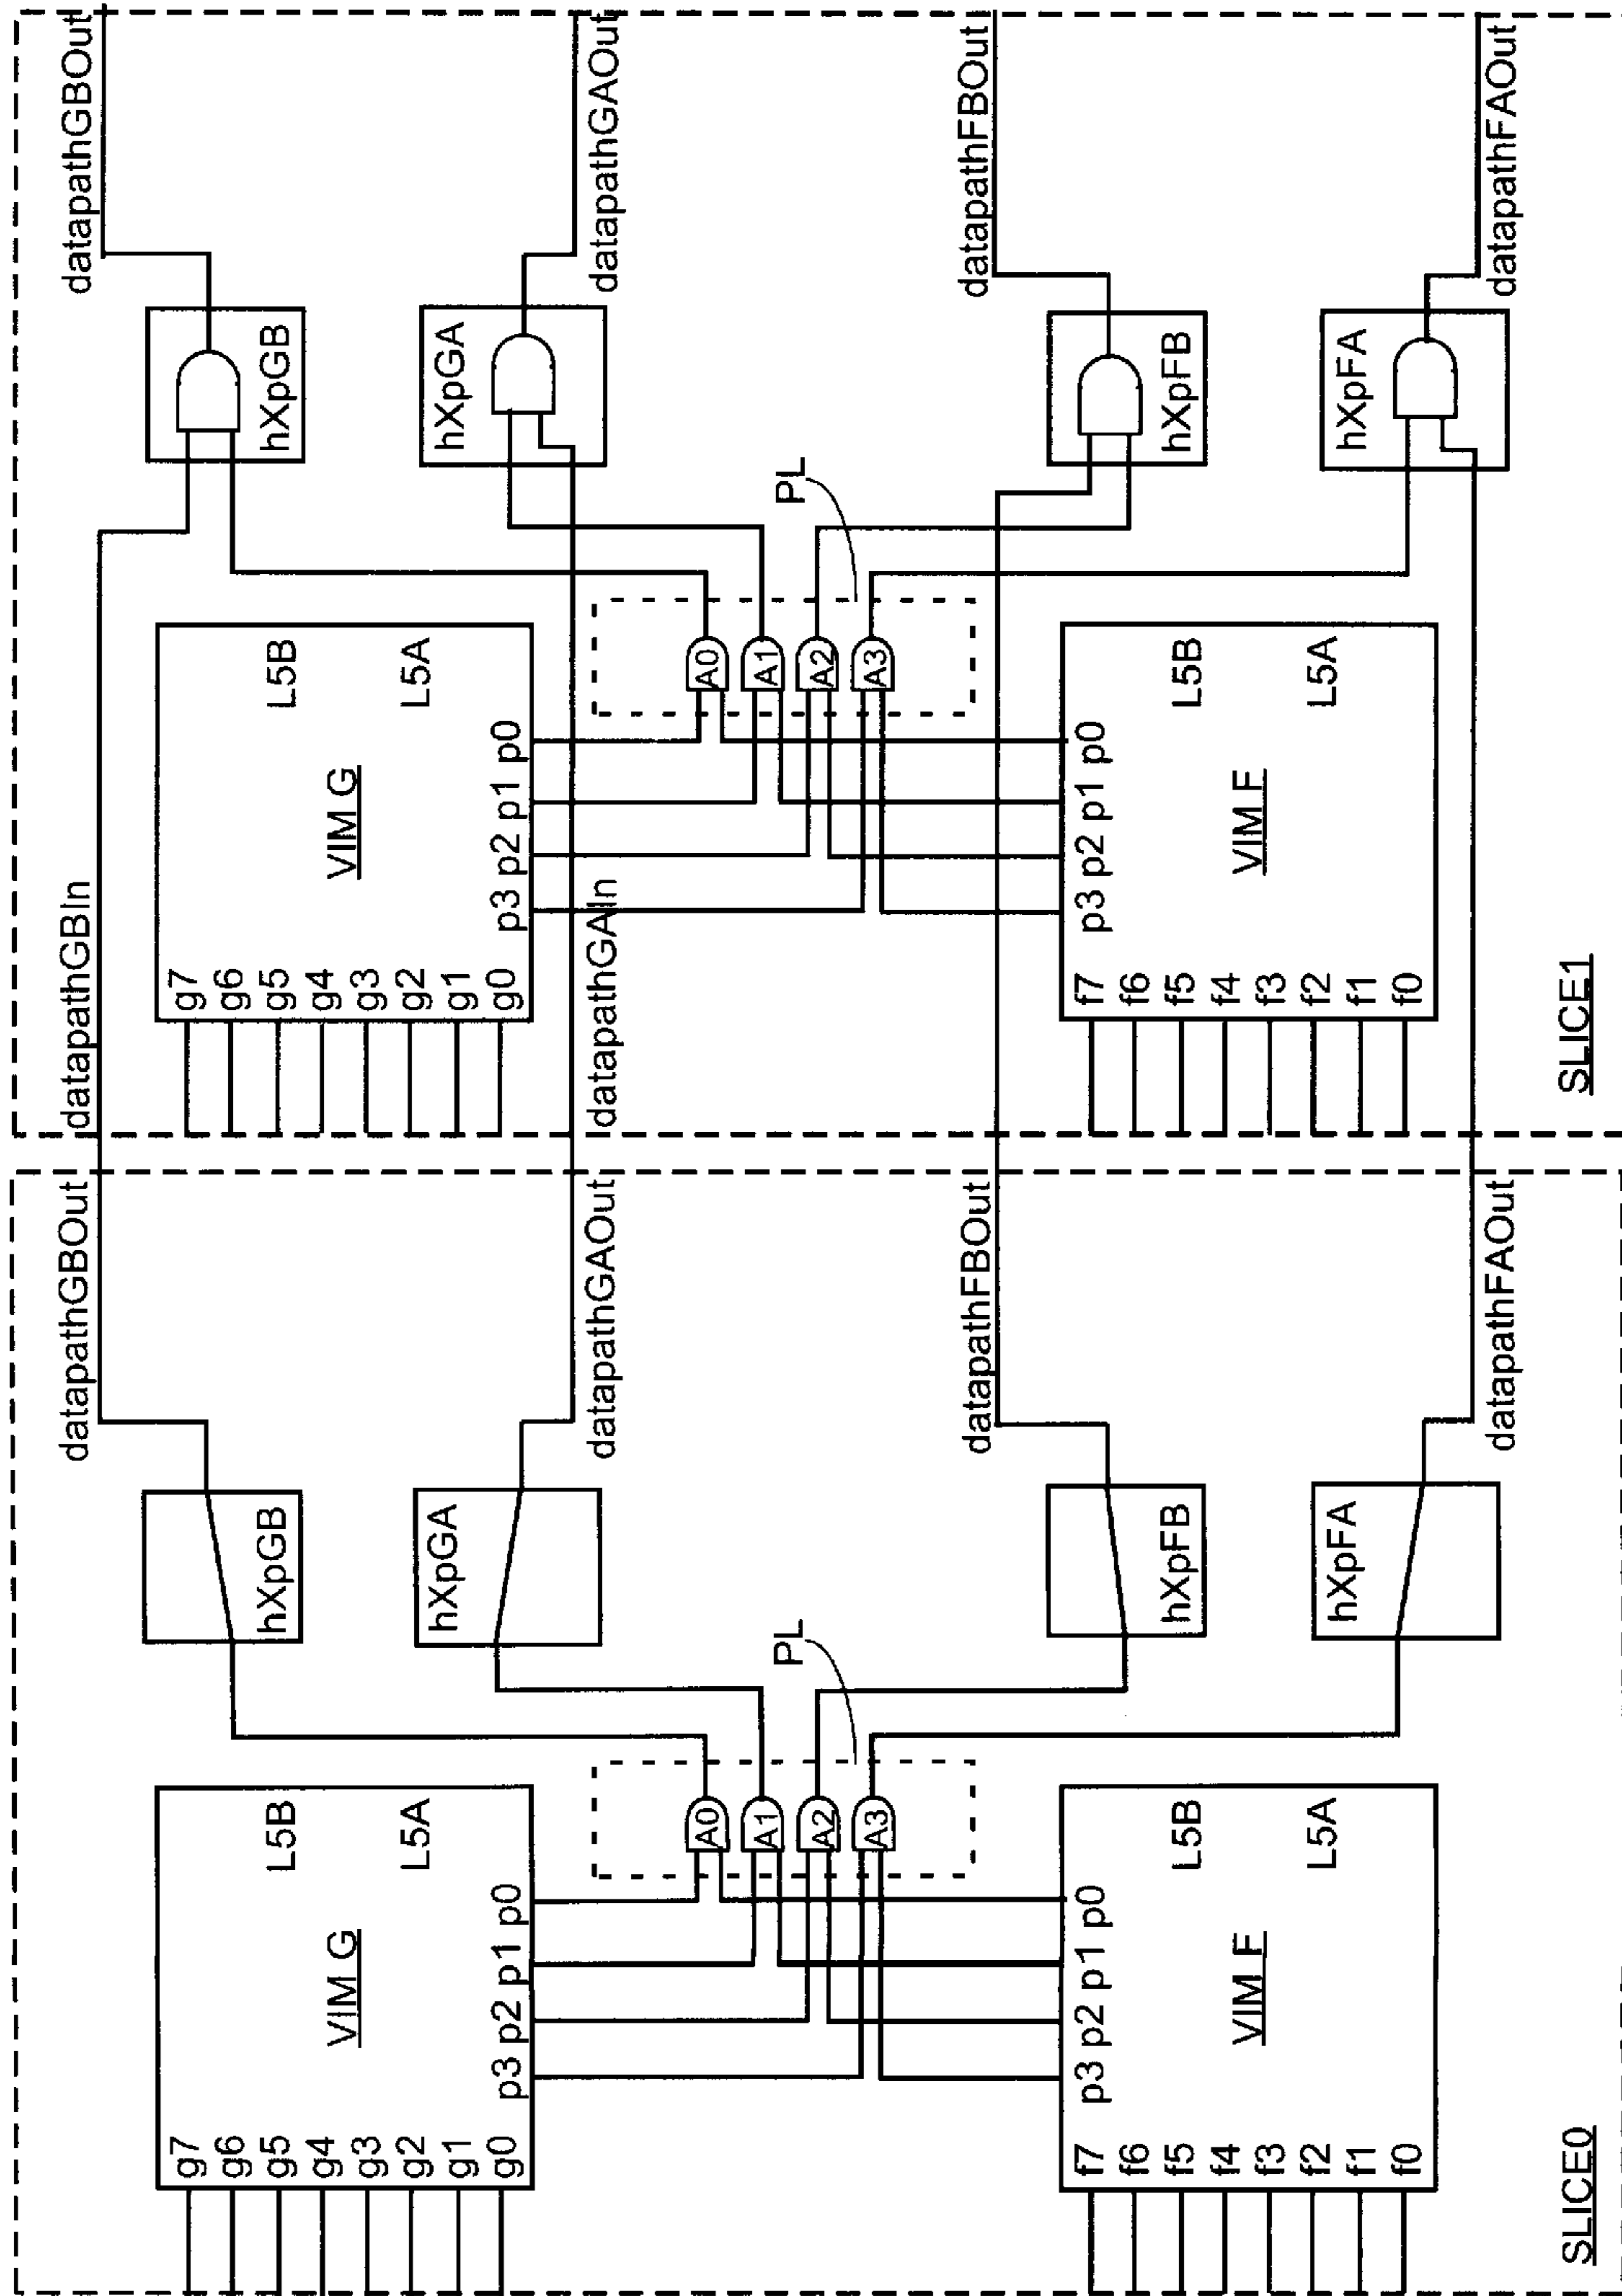 datapathGBOut
hXpGB
L5B
L5A
VIM G
g7
g6
g5
g4
g3
g2
g1
g0
p3 p2 p1 p0
hXpGA
datapathGAOut
PL
A0
A1
A2
A3
datapathFBOut
hXpFB
p3 p2 p1 p0
L5B
L5A
VIM F
f7
f6
f5
f4
f3
f2
f1
f0
hXpFA
datapathFAOut
SLICE0
datapathGBIn
datapathGBOut
hXpGB
L5B
L5A
VIM G
g7
g6
g5
g4
g3
g2
g1
g0
p3 p2 p1 p0
hXpGA
datapathGAIn
datapathGAOut
PL
A0
A1
A2
A3
datapathFBOut
hXpFB
p3 p2 p1 p0
L5B
L5A
VIM F
f7
f6
f5
f4
f3
f2
f1
f0
hXpFA
datapathFAOut
SLICE1